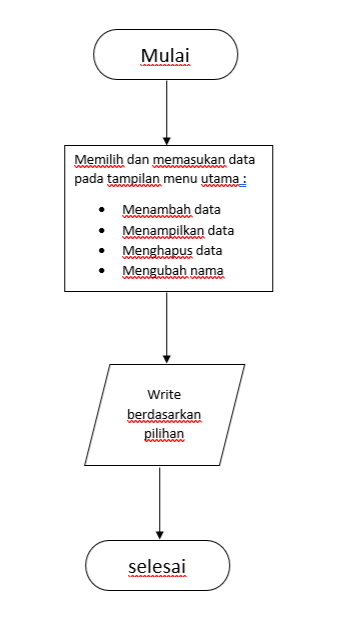 Mulai
Memilih dan memasukan data
pada tampilan menu utama :
• Menambah data
• Menampilkan data
• Menghapus data
• Mengubah nama
Write
berdasarkan
pilihan
selesai